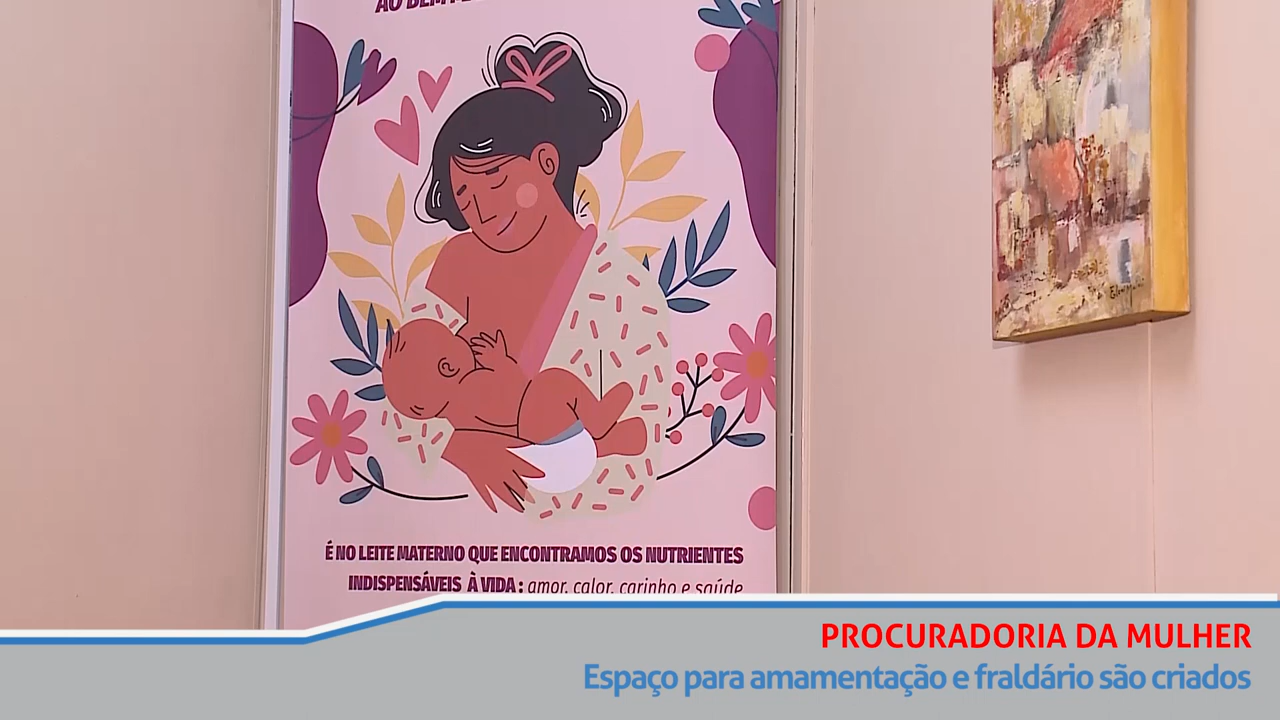 É NO LEITE MATERNO QUE ENCONTRAMOS OS NUTRIENTES
INDISPENSÁVEIS À VIDA: amor, calor, carinho e saúde
PROCURADORIA DA MULHER
Espaço para amamentação e fraldário são criados